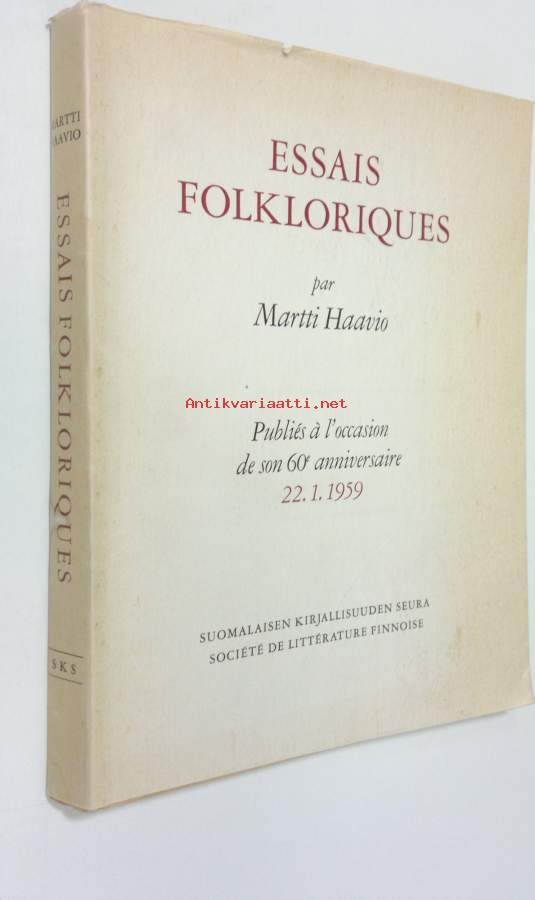 MARTTI
HAAVIO
ESSAIS FOLKLORIQUES
SKS
ESSAIS
FOLKLORIQUES
par
Martti Haavio
Antikvariaatti.net
Publiés à l'occasion
de son 60e anniversaire
22.1.1959
SUOMALAISEN KIRJALLISUUDEN SEURA
SOCIÉTÉ DE LITTÉRATURE FINNOISE